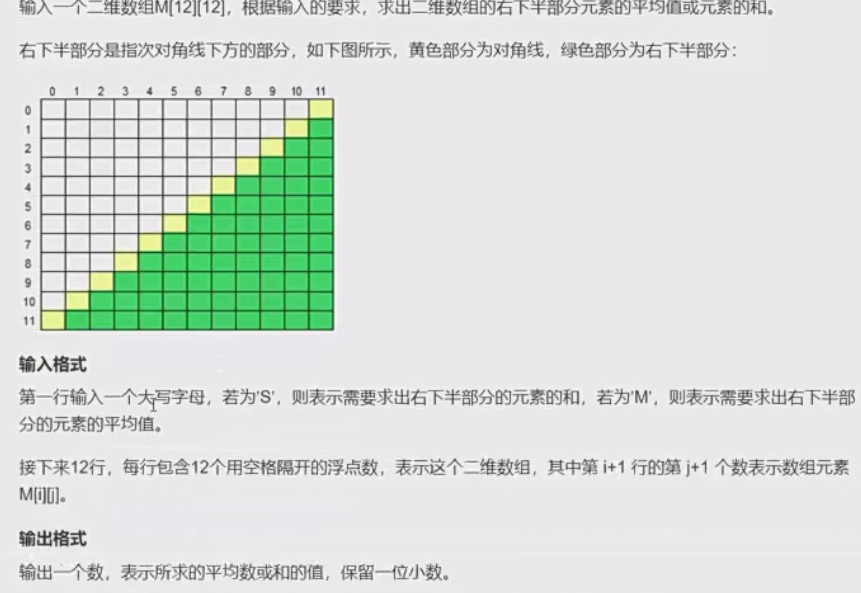 输入一个二维数组M[12][12]，根据输入的要求，求出二维数组的右下半部分元素的平均值或元素的和。
右下半部分是指次对角线下方的部分，如下图所示，黄色部分为对角线，绿色部分为右下半部分：
0 1 2 3 4 5 6 7 8 9 10 11
0
1
2
3
4
5
6
7
8
9
10
11
输入格式
第一行输入一个大写字母，若为'S'，则表示需要求出右下半部分的元素的和，若为'M'，则表示需要求出右下半部
分的元素的平均值。
接下来12行，每行包含12个用空格隔开的浮点数，表示这个二维数组，其中第 i+1 行的第 j+1 个数表示数组元素
M[i][j]。
输出格式
输出一个数，表示所求的平均数或和的值，保留一位小数。